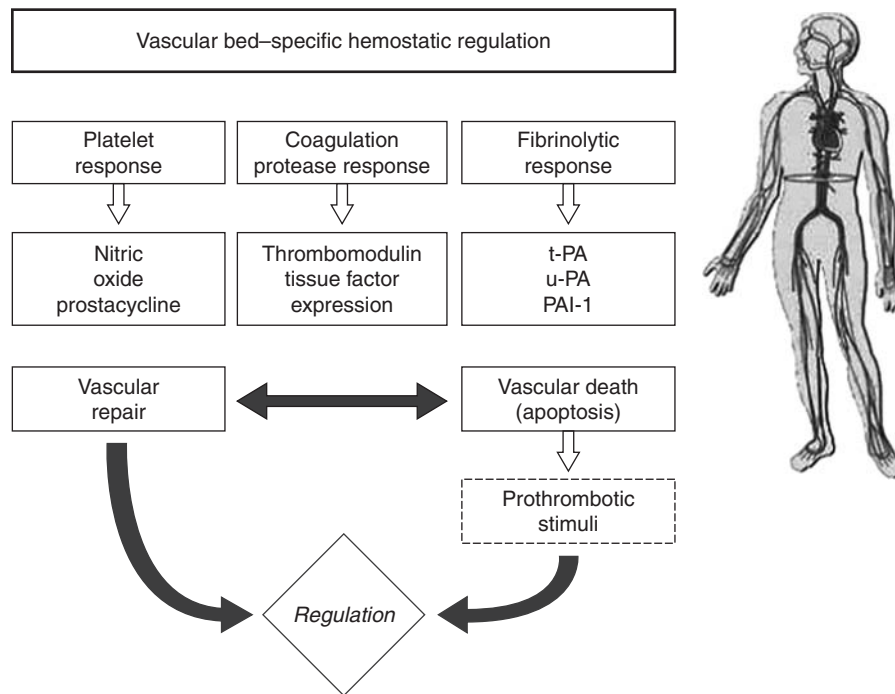 Vascular bed–specific hemostatic regulation
Platelet
response
Coagulation
protease response
Fibrinolytic
response
Nitric
oxide
prostacycline
Thrombomodulin
tissue factor
expression
t-PA
u-PA
PAI-1
Vascular
repair
Vascular death
(apoptosis)
Prothrombotic
stimuli
Regulation